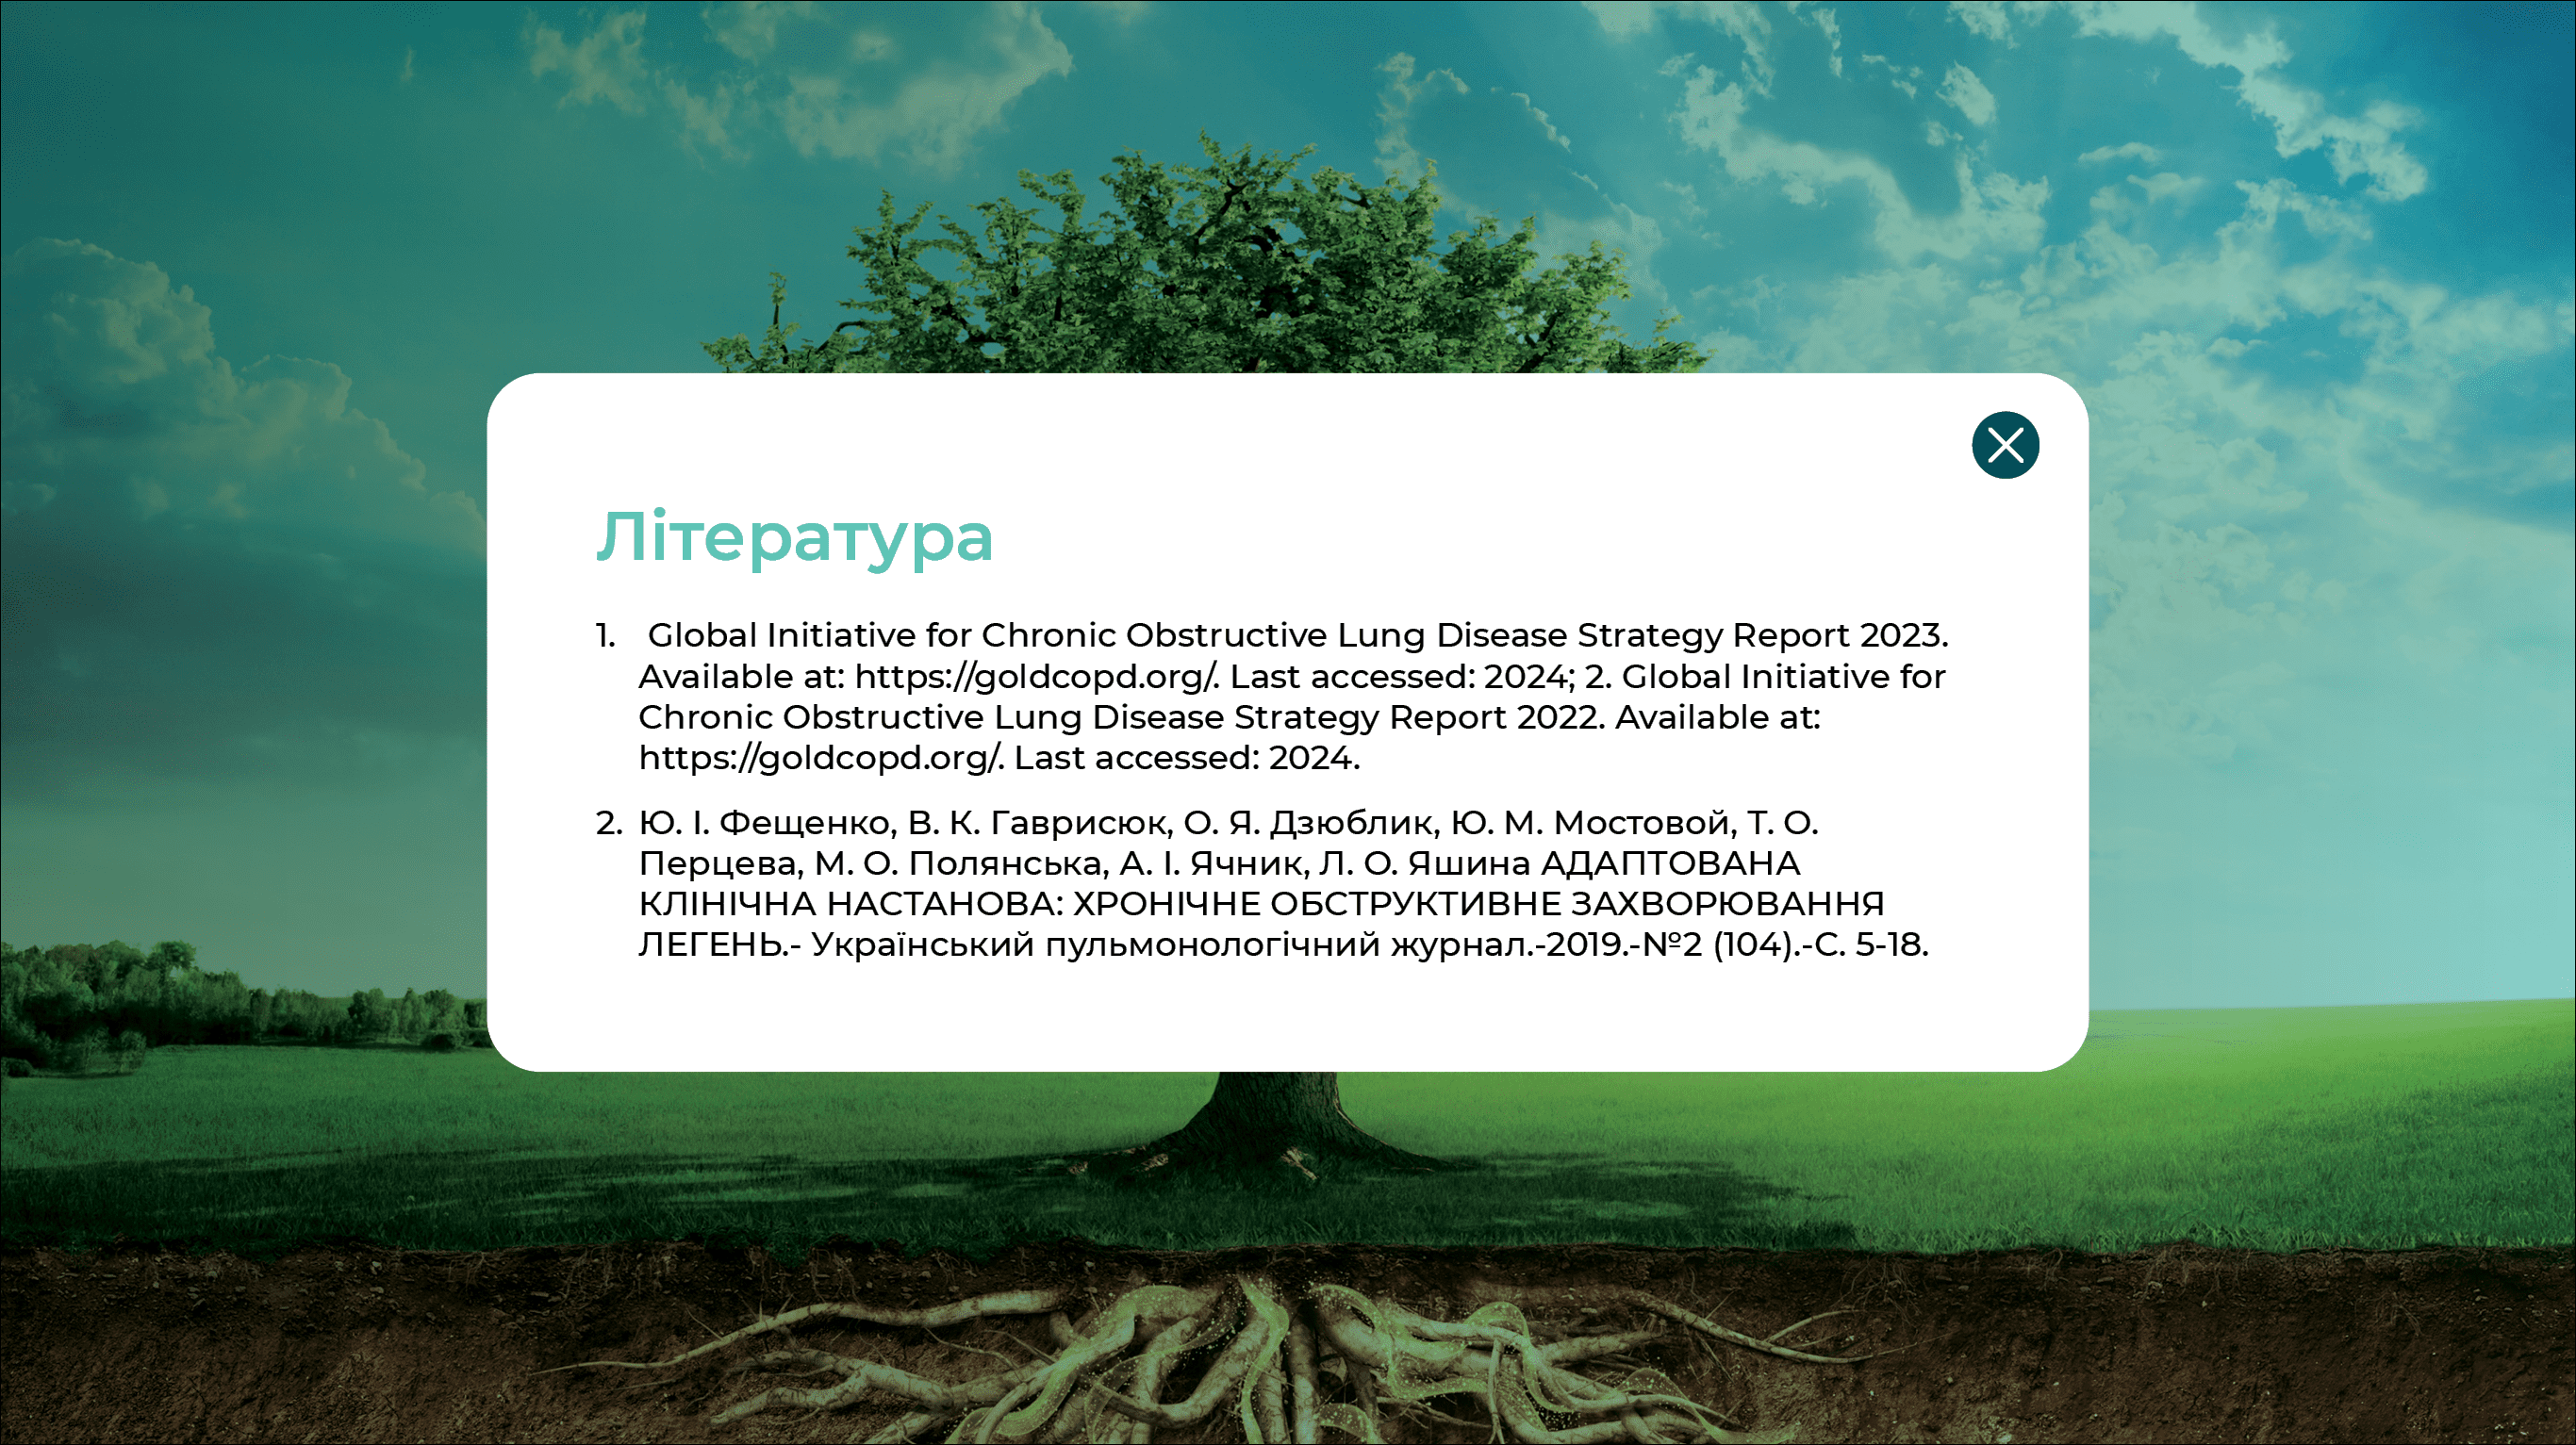 Література
1. Global Initiative for Chronic Obstructive Lung Disease Strategy Report 2023.
Available at: https://goldcopd.org/. Last accessed: 2024; 2. Global Initiative for
Chronic Obstructive Lung Disease Strategy Report 2022. Available at:
https://goldcopd.org/. Last accessed: 2024.
2. Ю. І. Фещенко, В. К. Гаврисюк, О. Я. Дзюблик, Ю. М. Мостовой, Т. О.
Перцева, М. О. Полянська, А. І. Ячник, Л. О. Яшина АДАПТОВАНА
КЛІНІЧНА НАСТАНОВА: ХРОНІЧНЕ ОБСТРУКТИВНЕ ЗАХВОРЮВАННЯ
ЛЕГЕНЬ.- Український пульмонологічний журнал.-2019.-№2 (104).-С. 5-18.